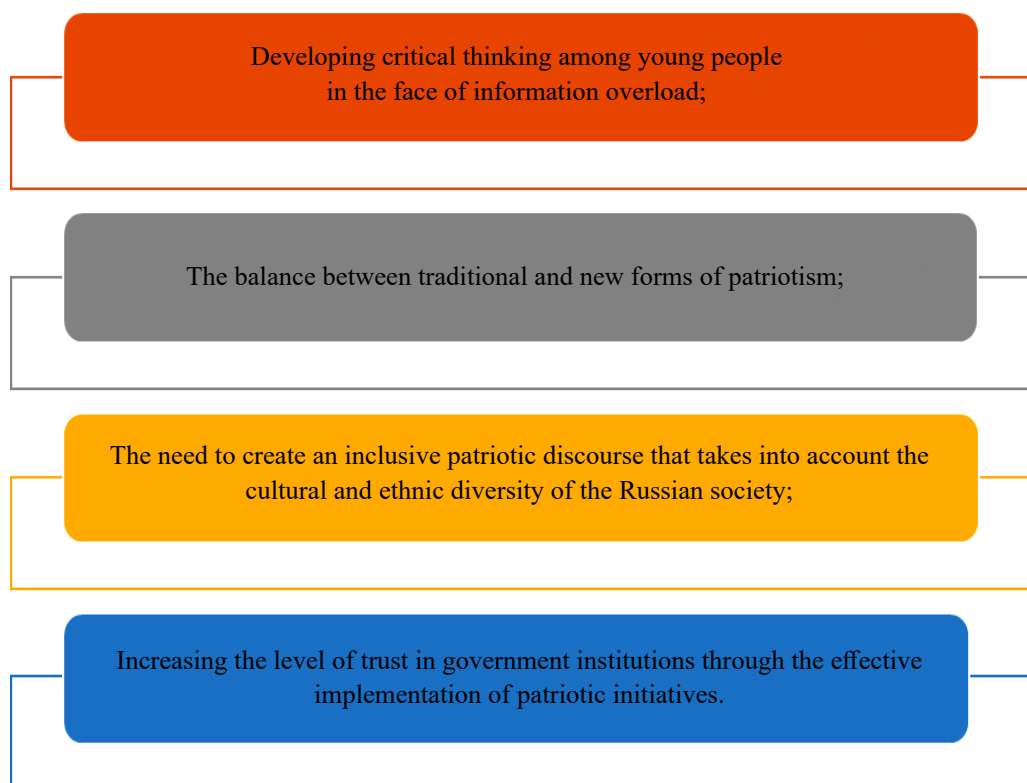 Developing critical thinking among young people
in the face of information overload;
The balance between traditional and new forms of patriotism;
The need to create an inclusive patriotic discourse that takes into account the
cultural and ethnic diversity of the Russian society;
Increasing the level of trust in government institutions through the effective
implementation of patriotic initiatives.